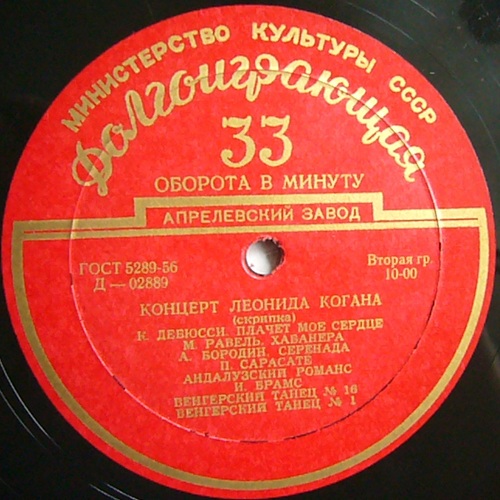 МИНИСТЕРСТВО КУЛЬТУРЫ СССР
Долгоиграющая
33
ОБОРОТА В МИНУТУ
АПРЕЛЕВСКИЙ ЗАВОД
ГОСТ 5289-56
Д — 02889
Вторая гр.
10-00
КОНЦЕРТ ЛЕОНИДА КОГАНА
(скрипка)
К. ДЕБЮССИ. ПЛАЧЕТ МОЕ СЕРДЦЕ
М. РАВЕЛЬ. ХАБАНЕРА
А. БОРОДИН, СЕРЕНАДА
П. САРАСАТЕ
АНДАЛУЗСКИЙ РОМАНС
И. БРАМС
ВЕНГЕРСКИЙ ТАНЕЦ № 16
ВЕНГЕРСКИЙ ТАНЕЦ № 1